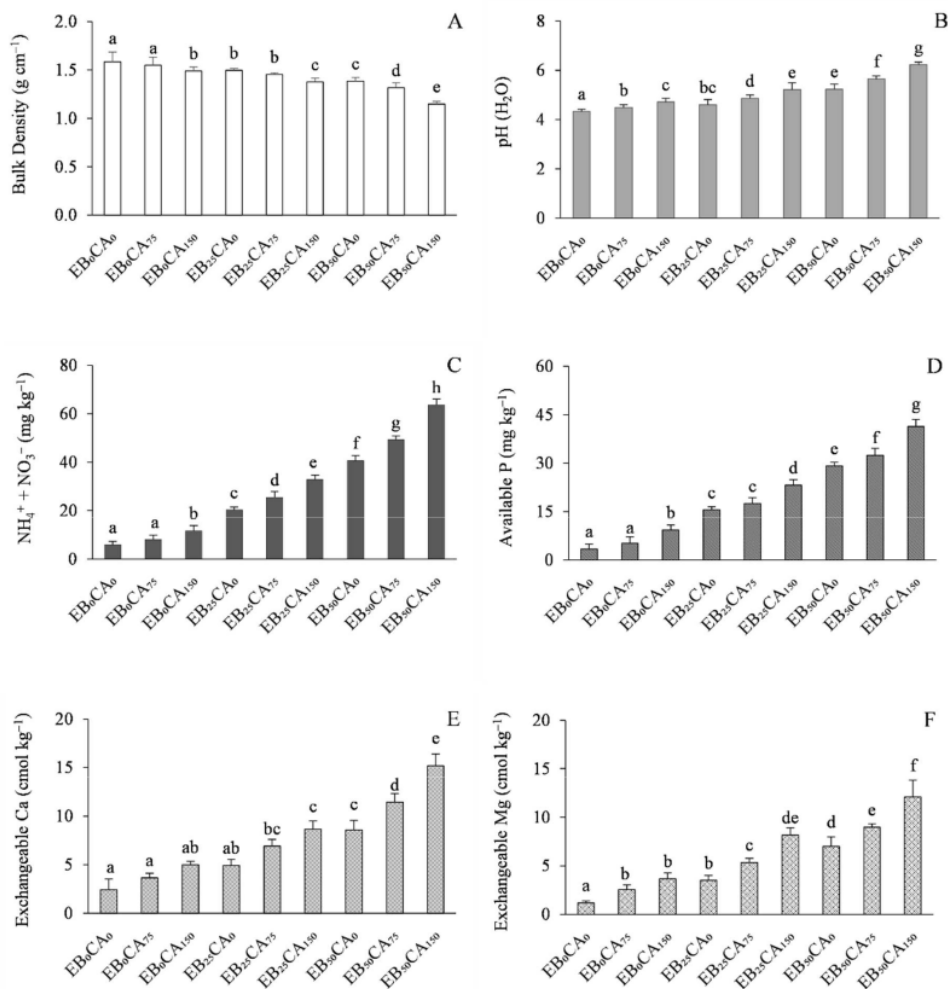 A
Bulk Density (g cm⁻³)
2.0
1.5
1.0
0.5
0.0
a a b b b c c d e
EB₀CA₀ EB₀CA₇₅ EB₀CA₁₅₀ EB₂₅CA₀ EB₂₅CA₇₅ EB₂₅CA₁₅₀ EB₅₀CA₀ EB₅₀CA₇₅ EB₅₀CA₁₅₀
B
pH (H₂O)
8
6
4
2
0
a b c bc d e e f g
EB₀CA₀ EB₀CA₇₅ EB₀CA₁₅₀ EB₂₅CA₀ EB₂₅CA₇₅ EB₂₅CA₁₅₀ EB₅₀CA₀ EB₅₀CA₇₅ EB₅₀CA₁₅₀
C
NH₄⁺ + NO₃⁻ (mg kg⁻¹)
80
60
40
20
0
a a b c d e f g h
EB₀CA₀ EB₀CA₇₅ EB₀CA₁₅₀ EB₂₅CA₀ EB₂₅CA₇₅ EB₂₅CA₁₅₀ EB₅₀CA₀ EB₅₀CA₇₅ EB₅₀CA₁₅₀
D
Available P (mg kg⁻¹)
60
45
30
15
0
a a b c c d e f g
EB₀CA₀ EB₀CA₇₅ EB₀CA₁₅₀ EB₂₅CA₀ EB₂₅CA₇₅ EB₂₅CA₁₅₀ EB₅₀CA₀ EB₅₀CA₇₅ EB₅₀CA₁₅₀
E
Exchangeable Ca (cmol kg⁻¹)
20
15
10
5
0
a a ab ab bc c c d e
EB₀CA₀ EB₀CA₇₅ EB₀CA₁₅₀ EB₂₅CA₀ EB₂₅CA₇₅ EB₂₅CA₁₅₀ EB₅₀CA₀ EB₅₀CA₇₅ EB₅₀CA₁₅₀
F
Exchangeable Mg (cmol kg⁻¹)
20
15
10
5
0
a b b b c de d e f
EB₀CA₀ EB₀CA₇₅ EB₀CA₁₅₀ EB₂₅CA₀ EB₂₅CA₇₅ EB₂₅CA₁₅₀ EB₅₀CA₀ EB₅₀CA₇₅ EB₅₀CA₁₅₀